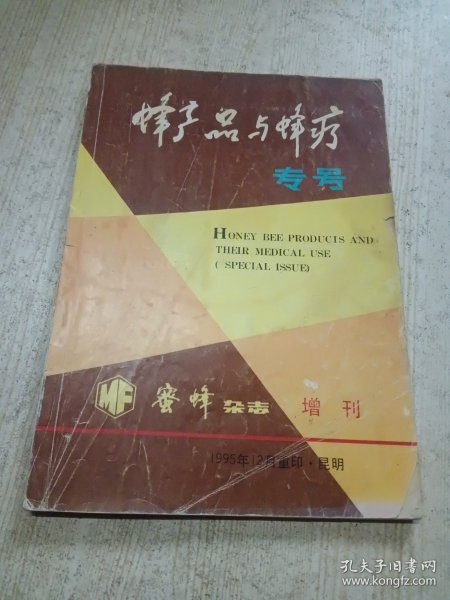 蜂产品与蜂疗
专号
HONEY BEE PRODUCTS AND
THEIR MEDICAL USE
( SPECIAL ISSUE)
MF
蜜蜂 杂志 增刊
1995年12月重印·昆明
孔夫子旧书网
www.kongfz.com